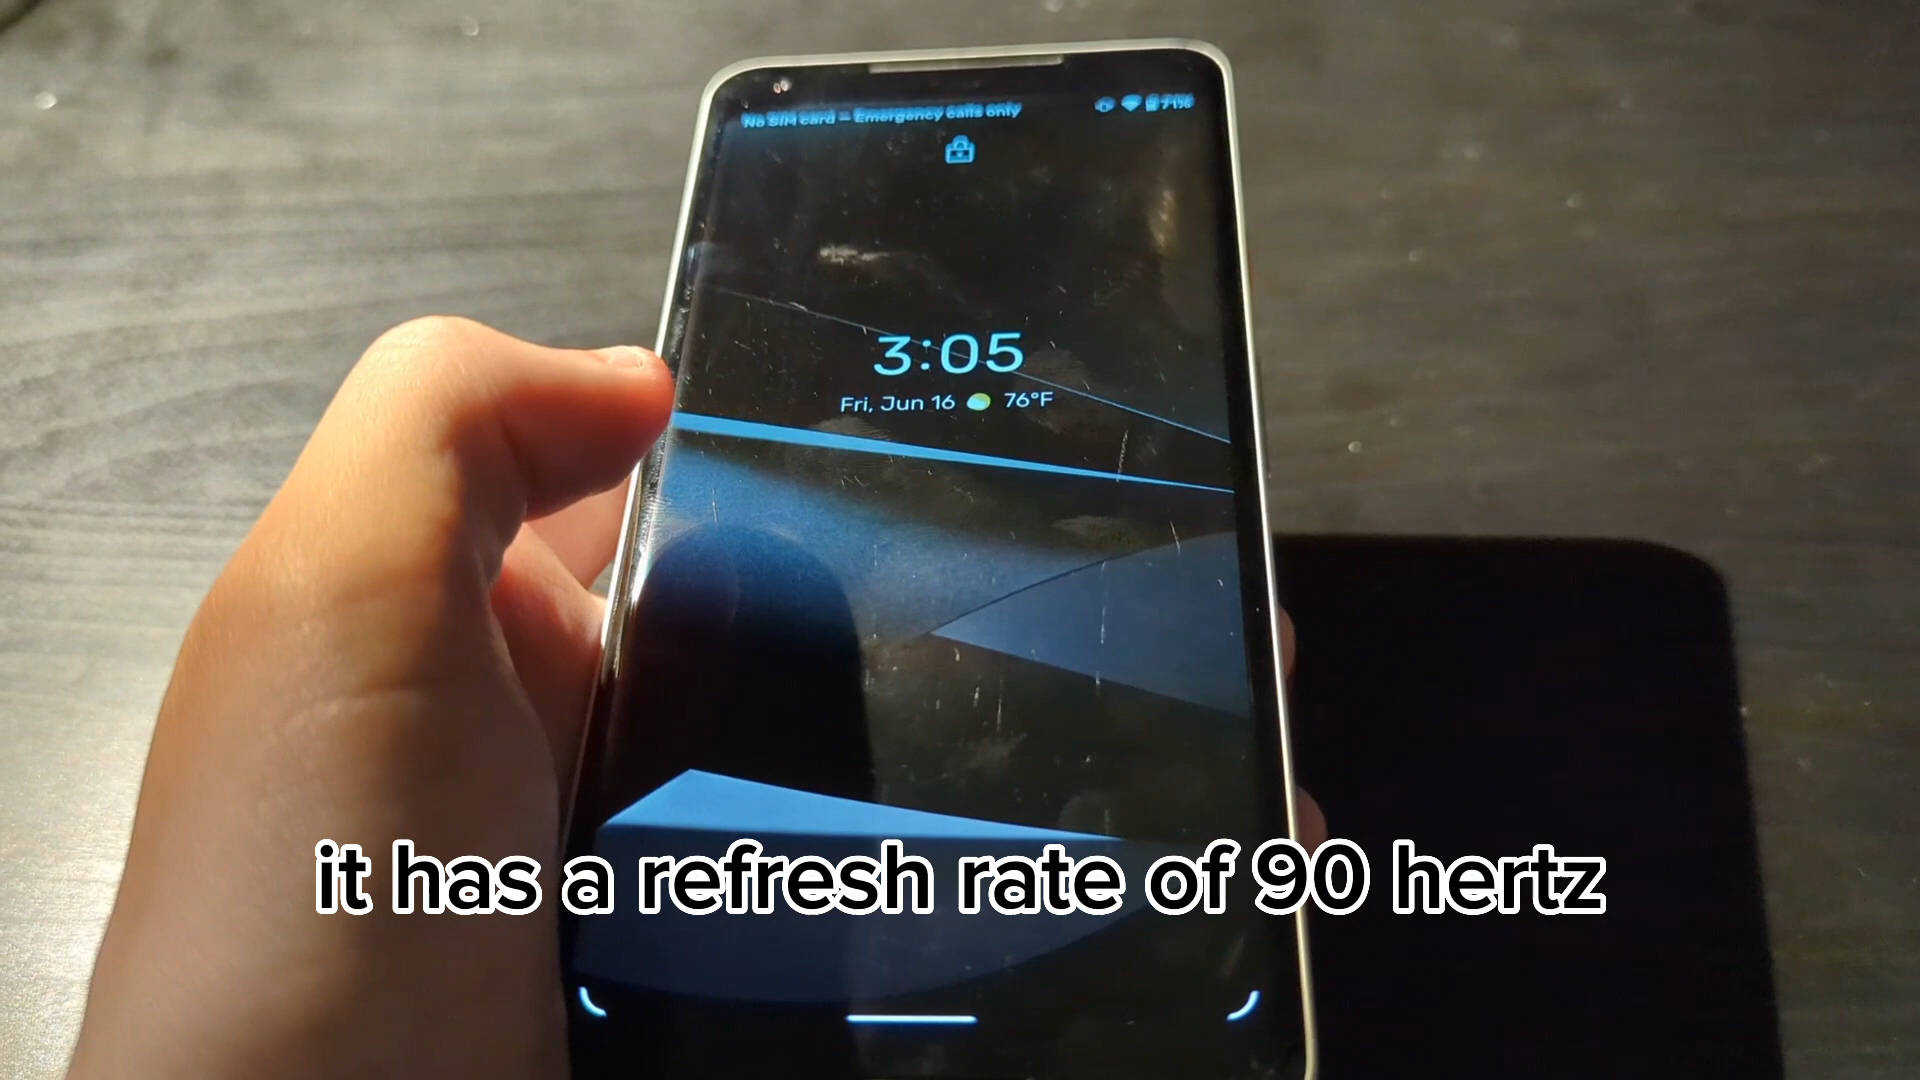 No SIM card — Emergency calls only 71%
3:05
Fri, Jun 16 76°F
it has a refresh rate of 90 hertz